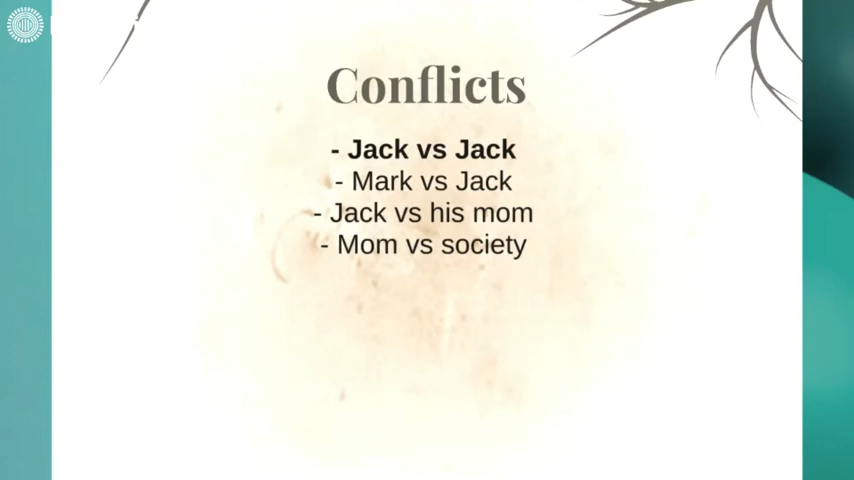 Conflicts
- Jack vs Jack
- Mark vs Jack
- Jack vs his mom
- Mom vs society